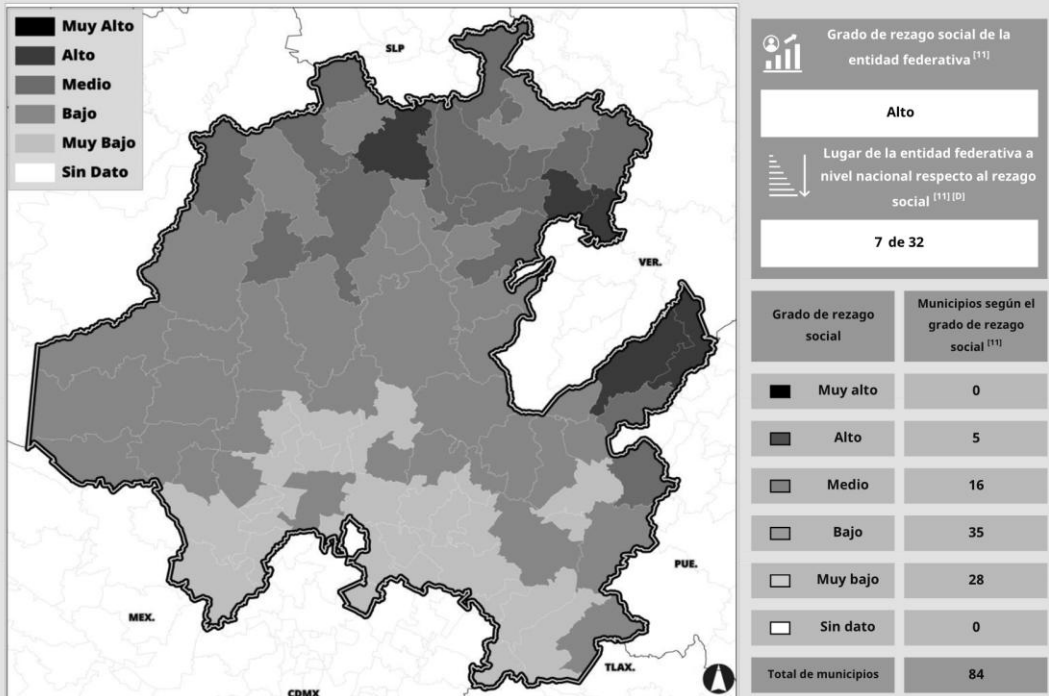 Muy Alto
Alto
Medio
Bajo
Muy Bajo
Sin Dato
SLP
VER.
PUE.
TLAX.
CDMX
MEX.
Grado de rezago social de la
entidad federativa [11]
Alto
Lugar de la entidad federativa a
nivel nacional respecto al rezago
social [11] [D]
7 de 32
Grado de rezago
social
Municipios según el
grado de rezago
social [11]
Muy alto 0
Alto 5
Medio 16
Bajo 35
Muy bajo 28
Sin dato 0
Total de municipios 84